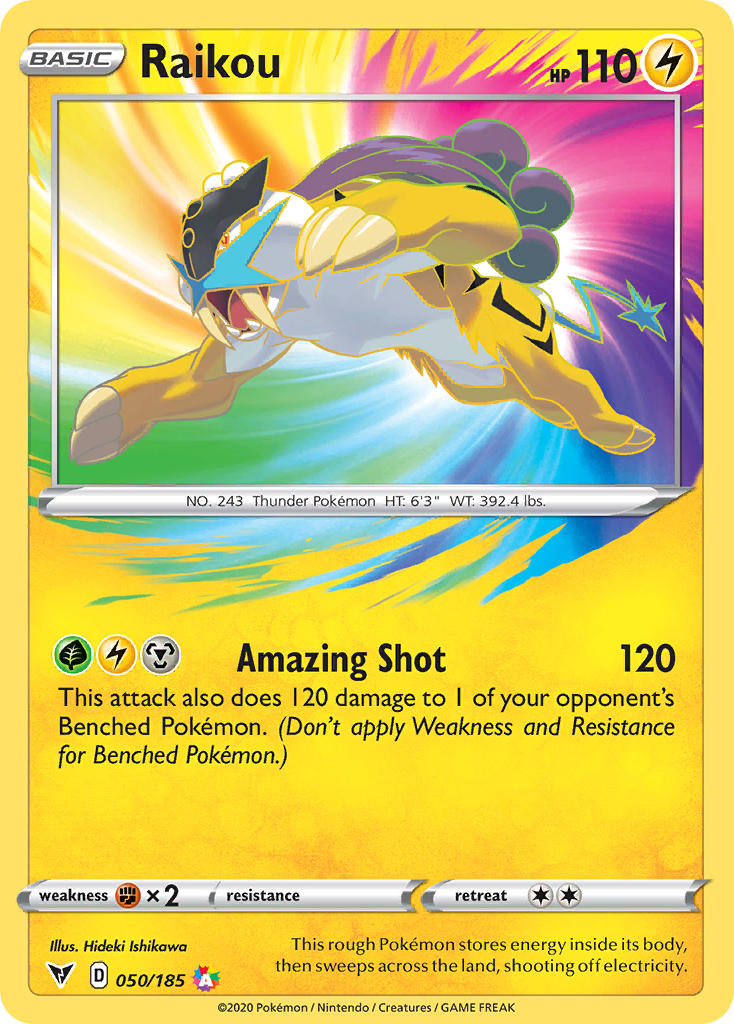 BASIC Raikou HP 110
NO. 243 Thunder Pokémon HT: 6'3" WT: 392.4 lbs.
Amazing Shot 120
This attack also does 120 damage to 1 of your opponent's
Benched Pokémon. (Don't apply Weakness and Resistance
for Benched Pokémon.)
weakness ×2 resistance retreat
Illus. Hideki Ishikawa
This rough Pokémon stores energy inside its body,
then sweeps across the land, shooting off electricity.
D 050/185 A
©2020 Pokémon / Nintendo / Creatures / GAME FREAK